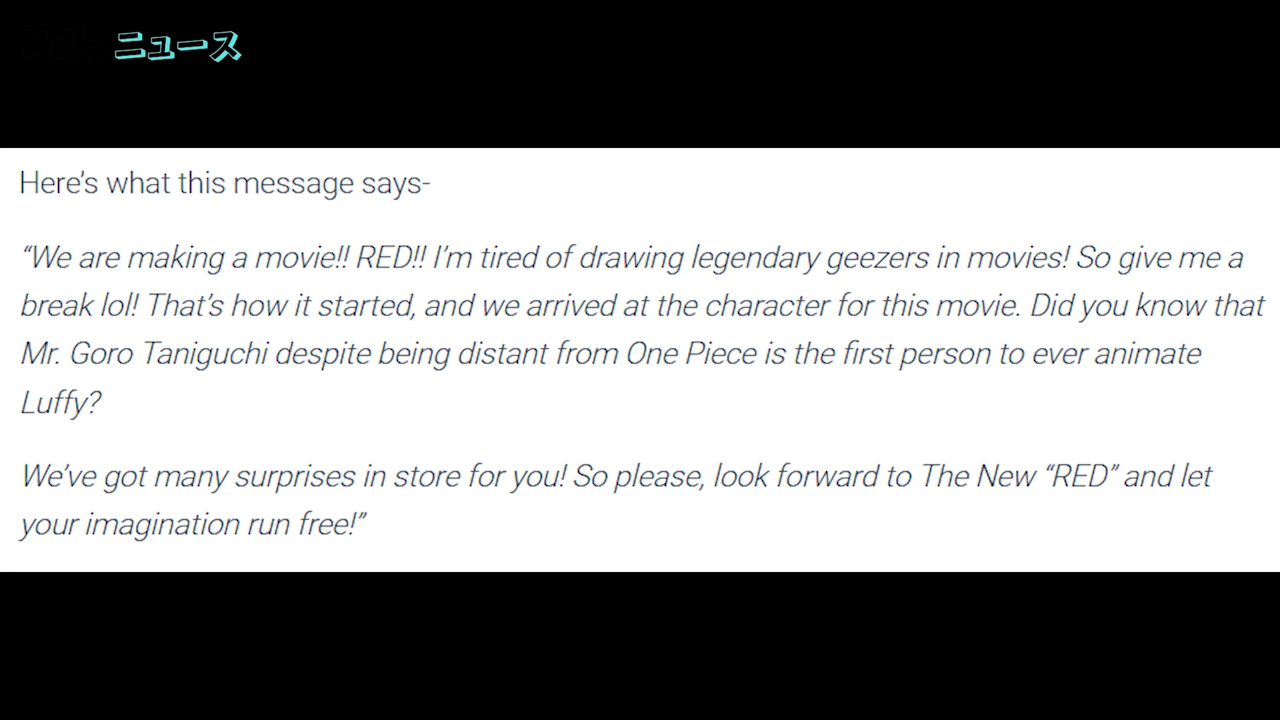 ニュース
Here's what this message says-
“We are making a movie!! RED!! I'm tired of drawing legendary geezers in movies! So give me a
break lol! That's how it started, and we arrived at the character for this movie. Did you know that
Mr. Goro Taniguchi despite being distant from One Piece is the first person to ever animate
Luffy?
We've got many surprises in store for you! So please, look forward to The New “RED” and let
your imagination run free!”